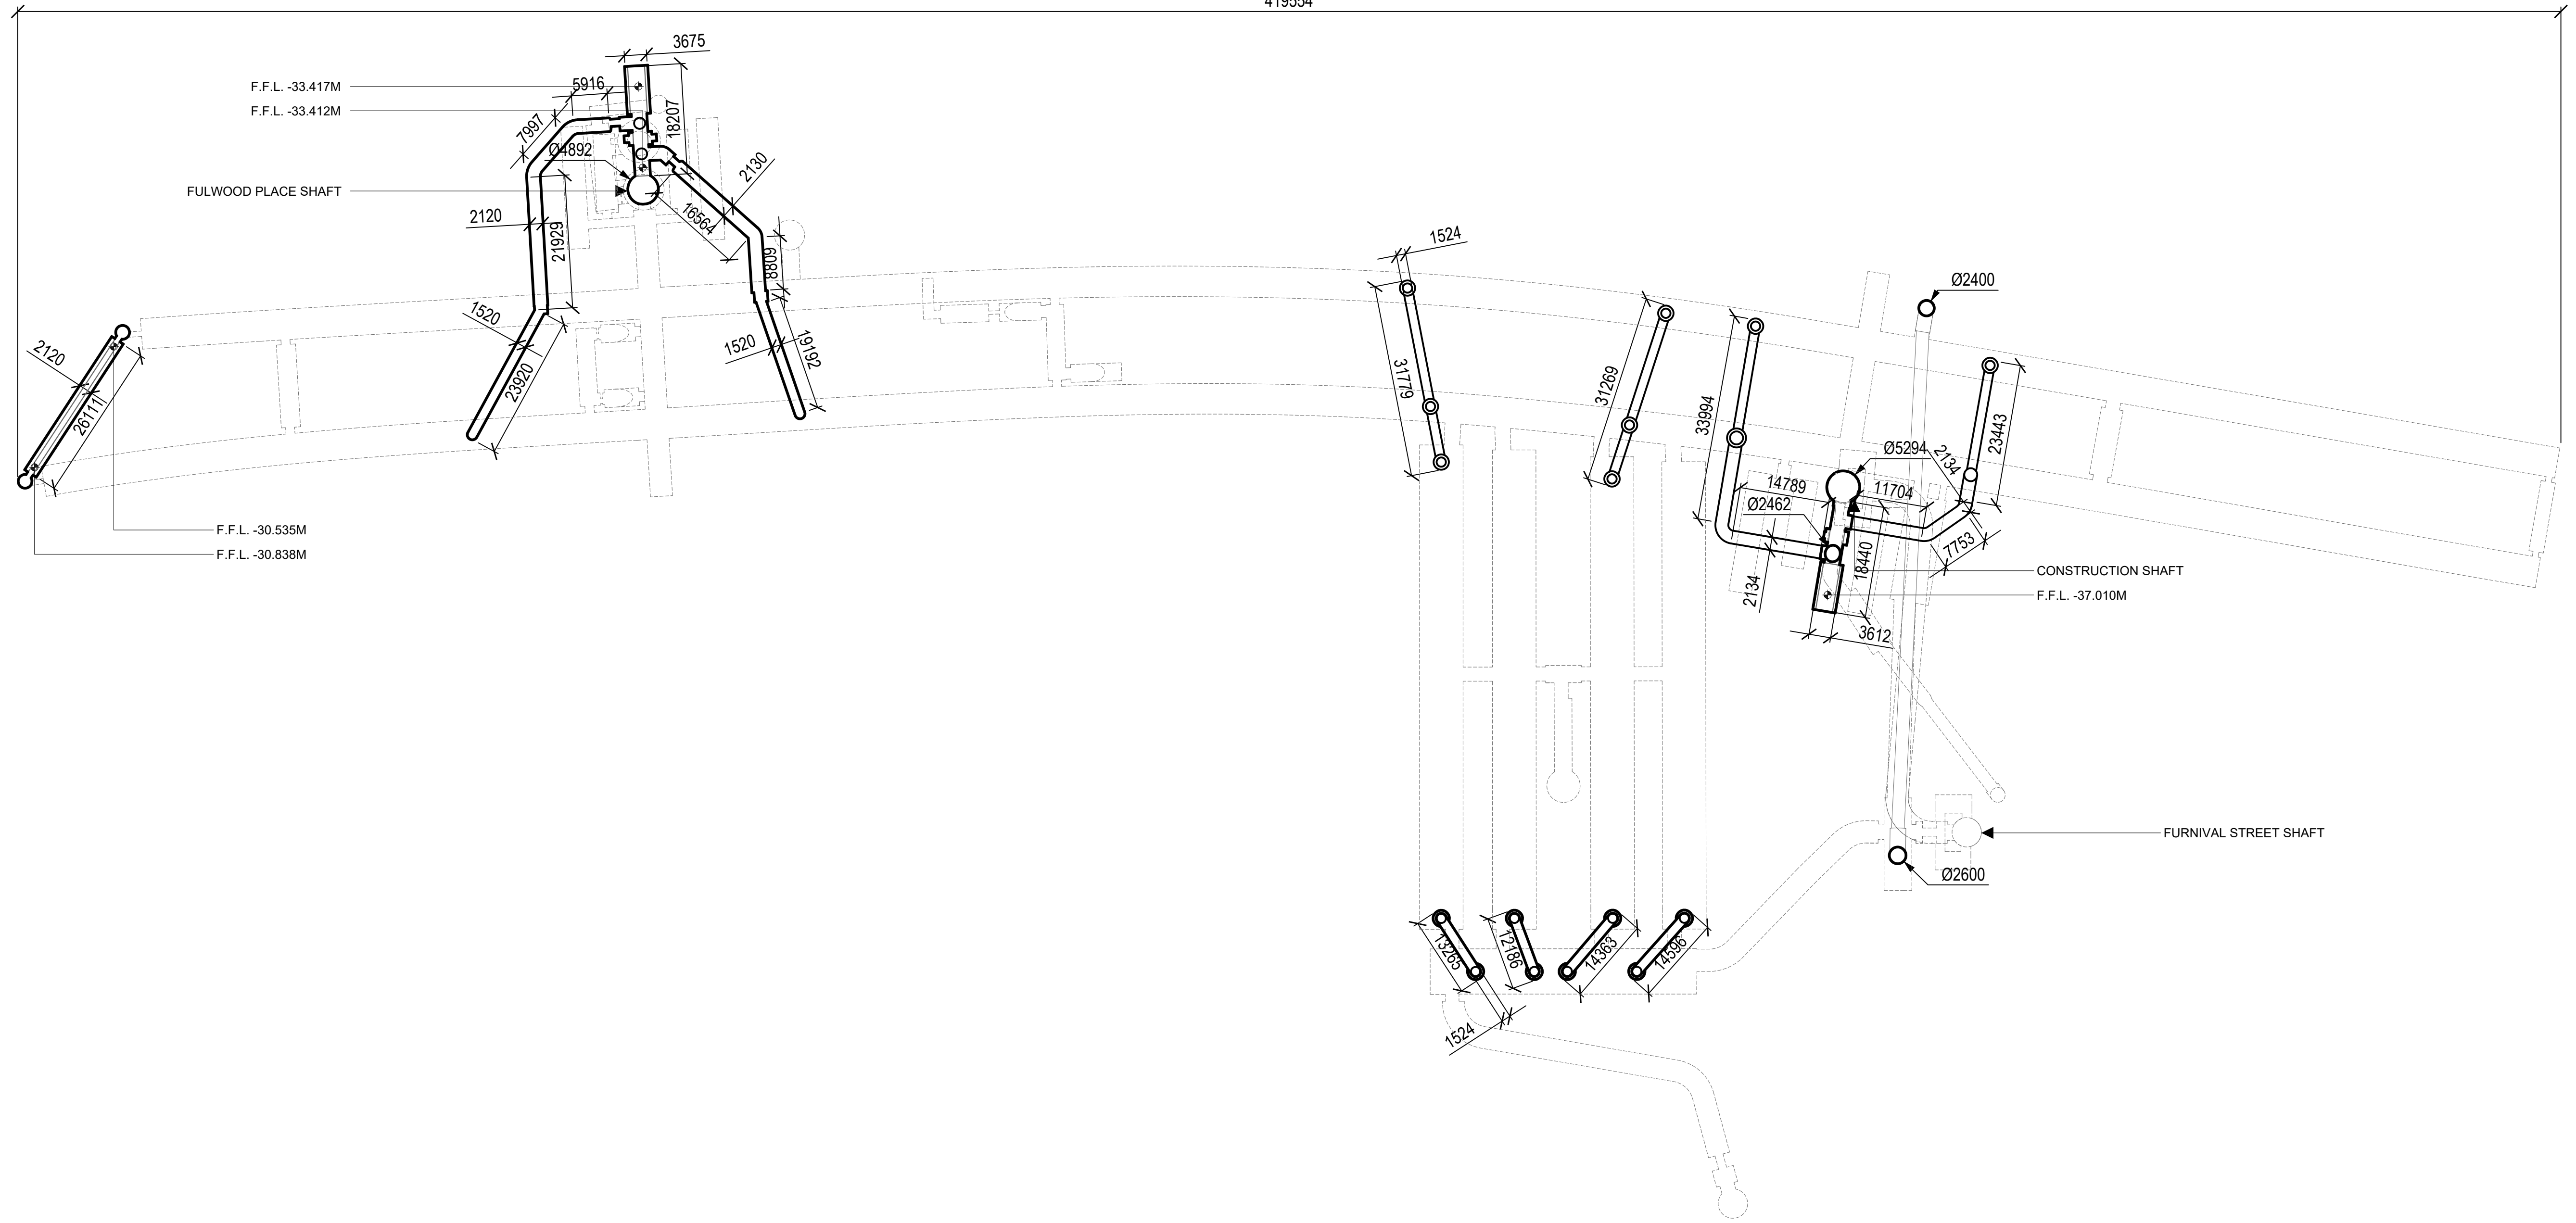 419554
3675
F.F.L. -33.417M
5916
F.F.L. -33.412M
18207
7997
Ø4892
2130
FULWOOD PLACE SHAFT
16564
2120
21929
8809
1524
Ø2400
1520
2120
1520
19192
23920
26111
31779
31269
33994
23443
Ø5294
2134
14789
11704
Ø2462
F.F.L. -30.535M
F.F.L. -30.838M
7753
18440
2134
CONSTRUCTION SHAFT
F.F.L. -37.010M
3612
FURNIVAL STREET SHAFT
Ø2600
13265
12186
14363
14596
1524